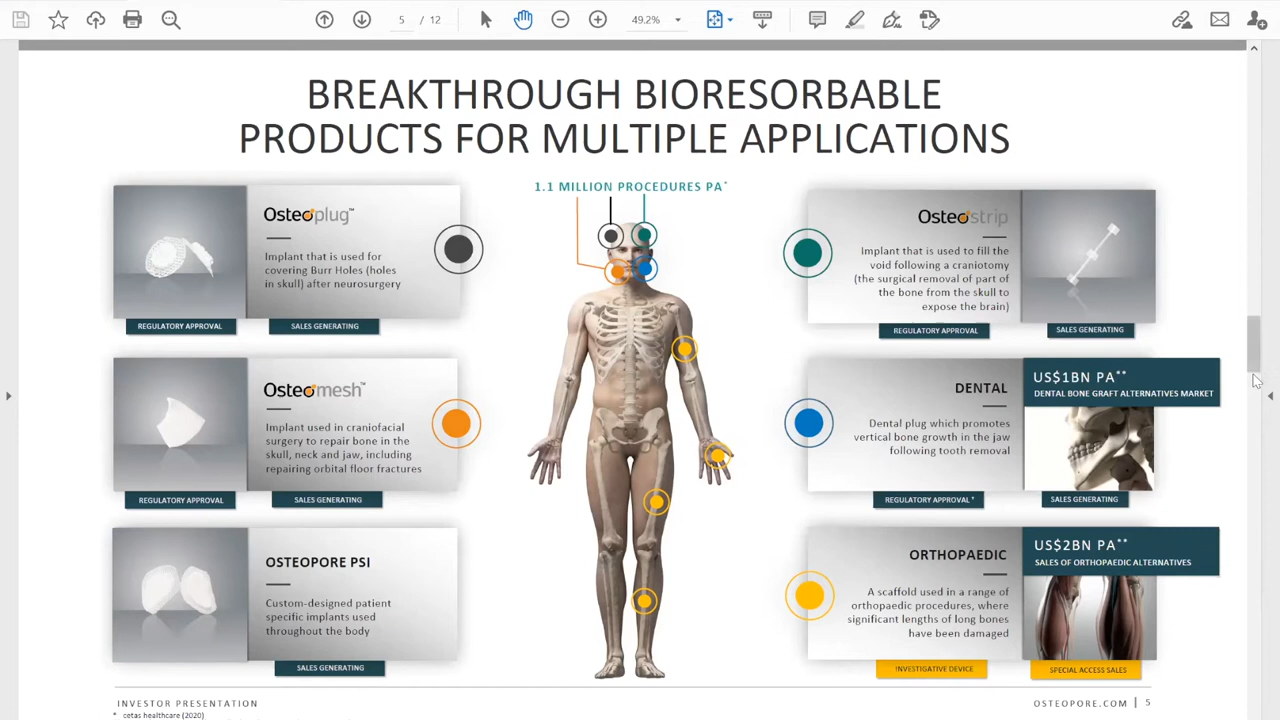 5 / 12
49.2%
BREAKTHROUGH BIORESORBABLE
PRODUCTS FOR MULTIPLE APPLICATIONS
1.1 MILLION PROCEDURES PA*
Osteoplug™
Implant that is used for
covering Burr Holes (holes
in skull) after neurosurgery
REGULATORY APPROVAL
SALES GENERATING
Osteomesh™
Implant used in craniofacial
surgery to repair bone in the
skull, neck and jaw, including
repairing orbital floor fractures
REGULATORY APPROVAL
SALES GENERATING
OSTEOPORE PSI
Custom-designed patient
specific implants used
throughout the body
SALES GENERATING
Osteostrip
Implant that is used to fill the
void following a craniotomy
(the surgical removal of part of
the bone from the skull to
expose the brain)
REGULATORY APPROVAL
SALES GENERATING
DENTAL
Dental plug which promotes
vertical bone growth in the jaw
following tooth removal
US$1BN PA**
DENTAL BONE GRAFT ALTERNATIVES MARKET
REGULATORY APPROVAL *
SALES GENERATING
ORTHOPAEDIC
A scaffold used in a range of
orthopaedic procedures, where
significant lengths of long bones
have been damaged
US$2BN PA**
SALES OF ORTHOPAEDIC ALTERNATIVES
INVESTIGATIVE DEVICE
SPECIAL ACCESS SALES
INVESTOR PRESENTATION
OSTEOPORE.COM | 5
* cetas healthcare (2020)